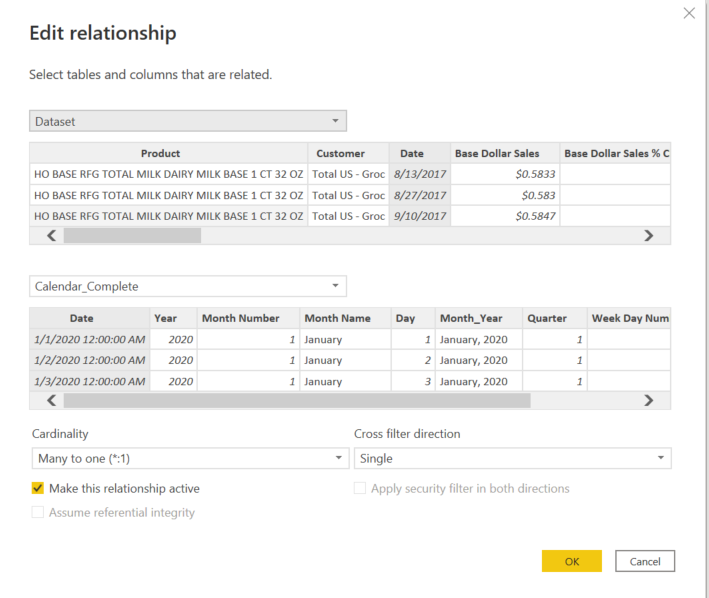 Edit relationship
Select tables and columns that are related.
Dataset
Product Customer Date Base Dollar Sales Base Dollar Sales % C
HO BASE RFG TOTAL MILK DAIRY MILK BASE 1 CT 32 OZ Total US - Groc 8/13/2017 $0.5833
HO BASE RFG TOTAL MILK DAIRY MILK BASE 1 CT 32 OZ Total US - Groc 8/27/2017 $0.583
HO BASE RFG TOTAL MILK DAIRY MILK BASE 1 CT 32 OZ Total US - Groc 9/10/2017 $0.5847
Calendar_Complete
Date Year Month Number Month Name Day Month_Year Quarter Week Day Num
1/1/2020 12:00:00 AM 2020 1 January 1 January, 2020 1
1/2/2020 12:00:00 AM 2020 1 January 2 January, 2020 1
1/3/2020 12:00:00 AM 2020 1 January 3 January, 2020 1
Cardinality Cross filter direction
Many to one (*:1) Single
Make this relationship active Apply security filter in both directions
Assume referential integrity
OK Cancel